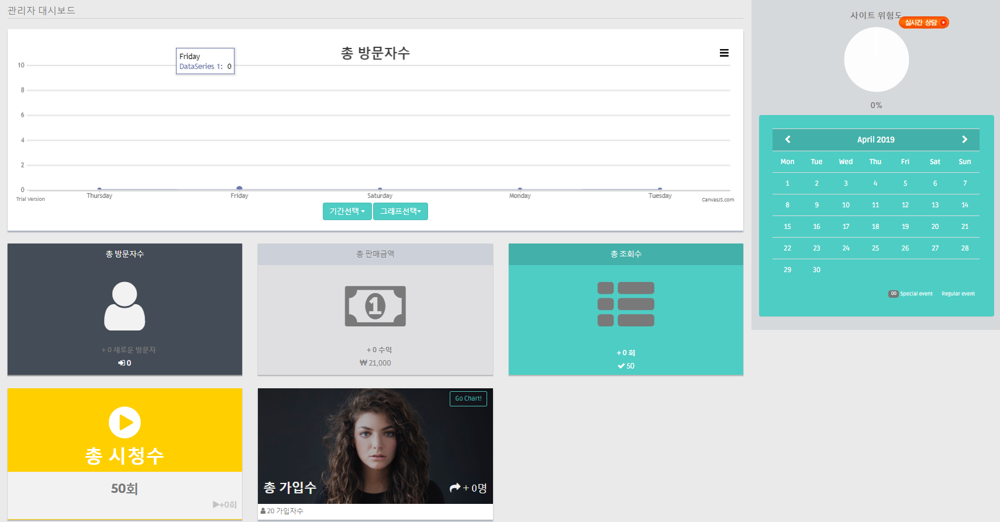 관리자 대시보드
총 방문자수
Friday
DataSeries 1: 0
10
8
6
4
2
0
Thursday Friday Saturday Monday Tuesday
Trial Version
CanvasJS.com
기간선택 그래프선택
사이트 위험도
실시간 상담
0%
April 2019
Mon Tue Wed Thu Fri Sat Sun
1 2 3 4 5 6 7
8 9 10 11 12 13 14
15 16 17 18 19 20 21
22 23 24 25 26 27 28
29 30
00 Special event Regular event
총 방문자수
+ 0 새로운 방문자
0
총 판매금액
1
+ 0 수익
₩ 21,000
총 조회수
+ 0 회
50
총 시청수
50회
+0회
Go Chart!
총 가입수
+ 0명
20 가입자수